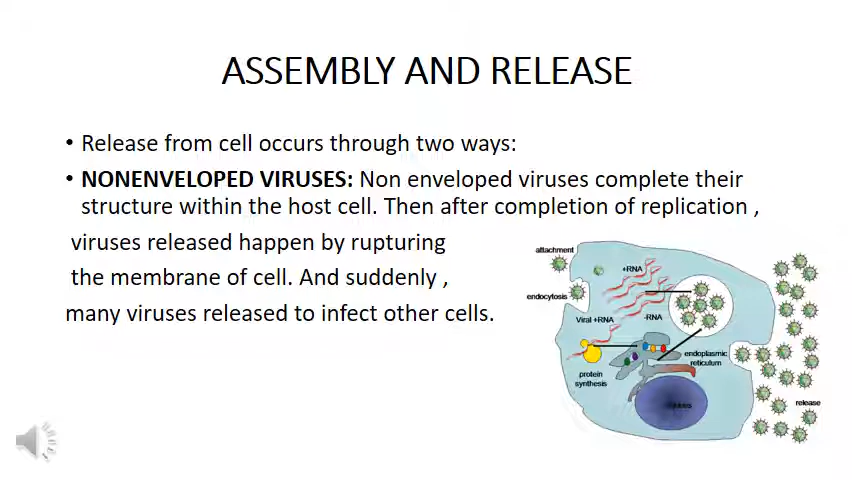 ASSEMBLY AND RELEASE
• Release from cell occurs through two ways:
• NONENVELOPED VIRUSES: Non enveloped viruses complete their
structure within the host cell. Then after completion of replication ,
viruses released happen by rupturing
the membrane of cell. And suddenly ,
many viruses released to infect other cells.
attachment
+RNA
endocytosis
Viral +RNA
-RNA
endoplasmic
reticulum
protein
synthesis
release